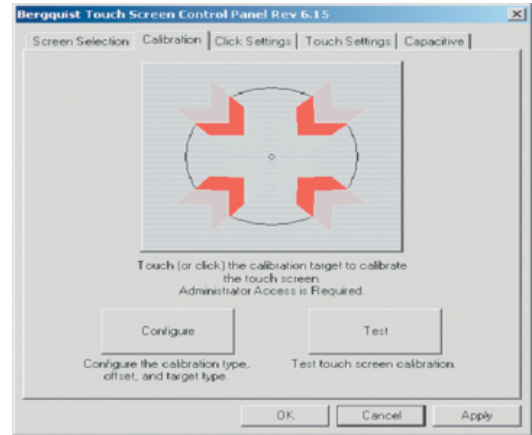 Bergquist Touch Screen Control Panel Rev 6.15
Screen Selection Calibration Click Settings Touch Settings Capacitive
Touch (or click) the calibration target to calibrate
the touch screen.
Administrator Access is Required.
Configure Test
Configure the calibration type, Test touch screen calibration.
offset, and target type.
OK Cancel Apply